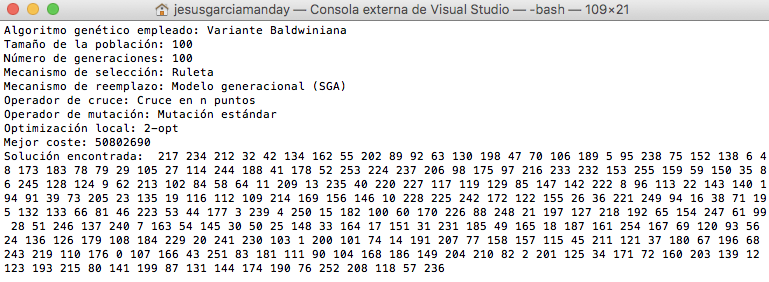 jesusgarciamanday — Consola externa de Visual Studio — -bash — 109×21
Algoritmo genético empleado: Variante Baldwiniana
Tamaño de la población: 100
Número de generaciones: 100
Mecanismo de selección: Ruleta
Mecanismo de reemplazo: Modelo generacional (SGA)
Operador de cruce: Cruce en n puntos
Operador de mutación: Mutación estándar
Optimización local: 2-opt
Mejor coste: 50802690
Solución encontrada:  217 234 212 32 42 134 162 55 202 89 92 63 130 198 47 70 106 189 5 95 238 75 152 138 6 4
8 173 183 78 79 29 105 27 114 244 188 41 178 52 253 224 237 206 98 175 97 216 233 232 153 255 159 59 150 35 8
6 245 128 124 9 62 213 102 84 58 64 11 209 13 235 40 220 227 117 119 129 85 147 142 222 8 96 113 22 143 140 1
94 91 39 73 205 23 135 19 116 112 109 214 169 156 146 10 228 225 242 172 122 155 26 36 221 249 94 16 38 71 19
5 132 133 66 81 46 223 53 44 177 3 239 4 250 15 182 100 60 170 226 88 248 21 197 127 218 192 65 154 247 61 99
 28 51 246 137 240 7 163 54 145 30 50 25 148 33 164 17 151 31 231 185 49 165 18 187 161 254 167 69 120 93 56
24 136 126 179 108 184 229 20 241 230 103 1 200 101 74 14 191 207 77 158 157 115 45 211 121 37 180 67 196 68
243 219 110 176 0 107 166 43 251 83 181 111 90 104 168 186 149 204 210 82 2 201 125 34 171 72 160 203 139 12
123 193 215 80 141 199 87 131 144 174 190 76 252 208 118 57 236